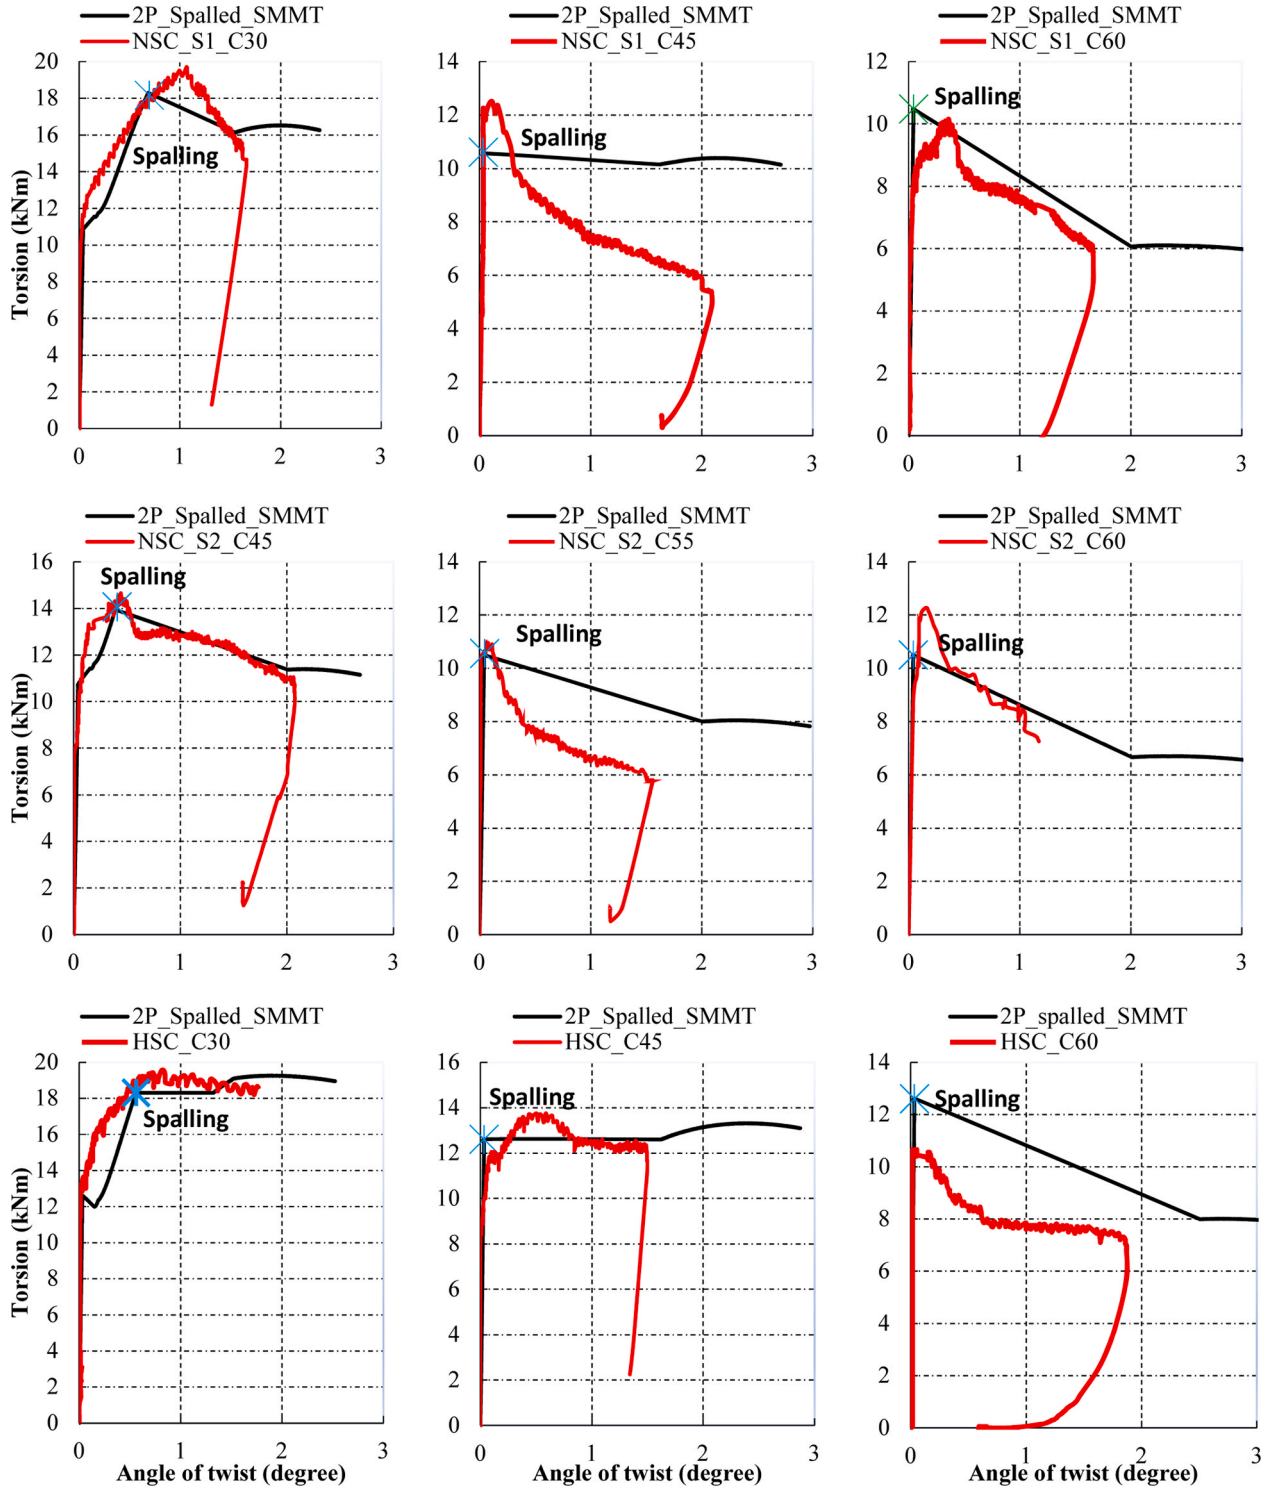 2P_Spalled_SMMT
NSC_S1_C30
20
18
16
14
12
10
8
6
4
2
0
Torsion (kNm)
Spalling
0 1 2 3
2P_Spalled_SMMT
NSC_S1_C45
14
12
10
8
6
4
2
0
Spalling
0 1 2 3
2P_Spalled_SMMT
NSC_S1_C60
12
10
8
6
4
2
0
Spalling
0 1 2 3
2P_Spalled_SMMT
NSC_S2_C45
16
14
12
10
8
6
4
2
0
Torsion (kNm)
Spalling
0 1 2 3
2P_Spalled_SMMT
NSC_S2_C55
14
12
10
8
6
4
2
0
Spalling
0 1 2 3
2P_Spalled_SMMT
NSC_S2_C60
14
12
10
8
6
4
2
0
Spalling
0 1 2 3
2P_Spalled_SMMT
HSC_C30
20
18
16
14
12
10
8
6
4
2
0
Torsion (kNm)
Spalling
0 1 2 3
Angle of twist (degree)
2P_Spalled_SMMT
HSC_C45
16
14
12
10
8
6
4
2
0
Spalling
0 1 2 3
Angle of twist (degree)
2P_spalled_SMMT
HSC_C60
14
12
10
8
6
4
2
0
Spalling
0 1 2 3
Angle of twist (degree)